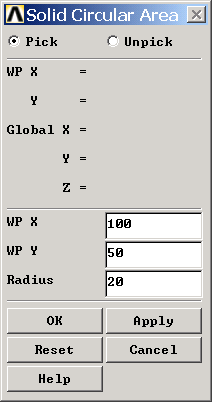 Solid Circular Area
Pick Unpick
WP X =
Y =
Global X =
Y =
Z =
WP X 100
WP Y 50
Radius 20
OK Apply
Reset Cancel
Help